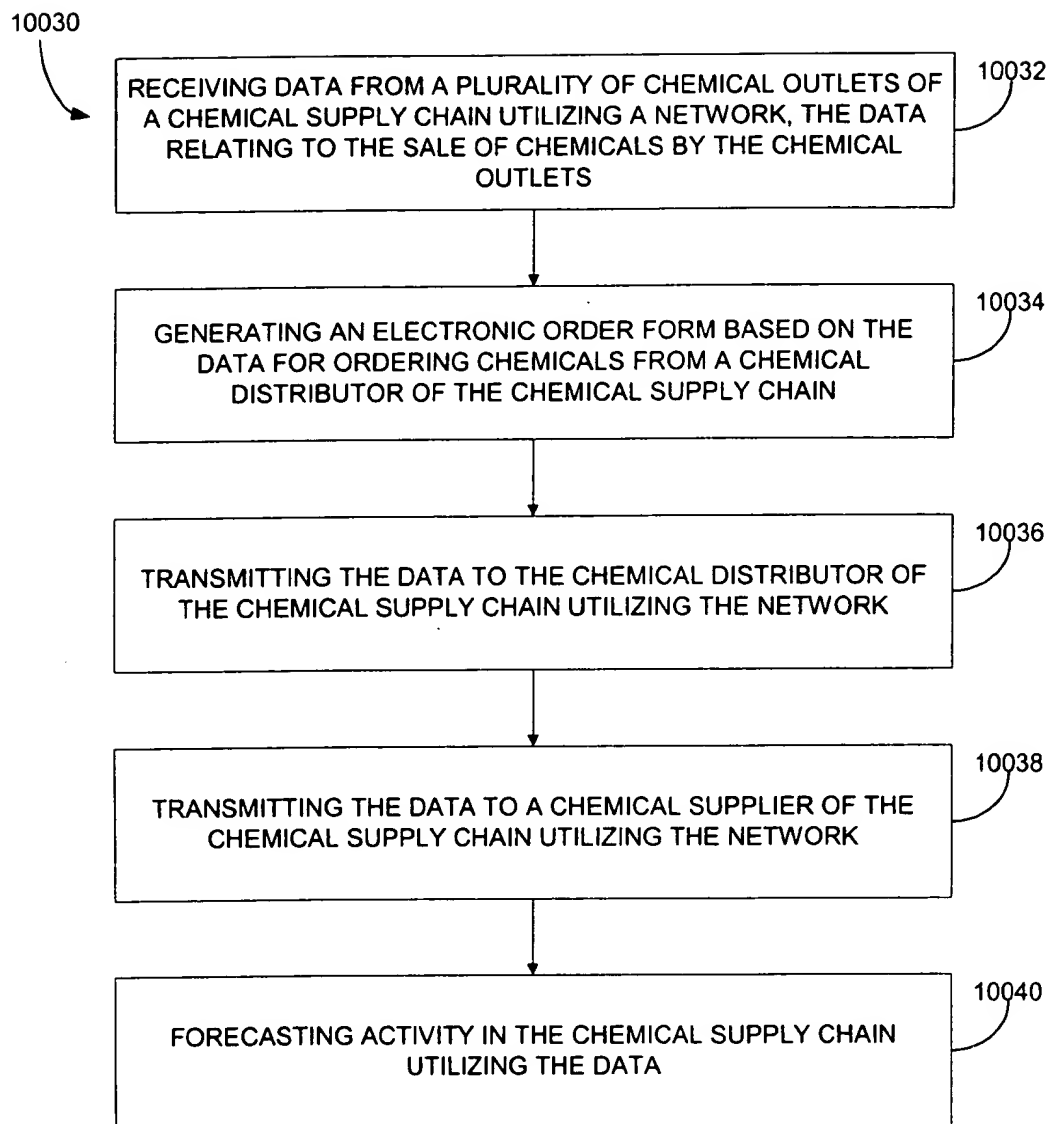 10030
RECEIVING DATA FROM A PLURALITY OF CHEMICAL OUTLETS OF
A CHEMICAL SUPPLY CHAIN UTILIZING A NETWORK, THE DATA
RELATING TO THE SALE OF CHEMICALS BY THE CHEMICAL
OUTLETS
10032
GENERATING AN ELECTRONIC ORDER FORM BASED ON THE
DATA FOR ORDERING CHEMICALS FROM A CHEMICAL
DISTRIBUTOR OF THE CHEMICAL SUPPLY CHAIN
10034
TRANSMITTING THE DATA TO THE CHEMICAL DISTRIBUTOR OF
THE CHEMICAL SUPPLY CHAIN UTILIZING THE NETWORK
10036
TRANSMITTING THE DATA TO A CHEMICAL SUPPLIER OF THE
CHEMICAL SUPPLY CHAIN UTILIZING THE NETWORK
10038
FORECASTING ACTIVITY IN THE CHEMICAL SUPPLY CHAIN
UTILIZING THE DATA
10040